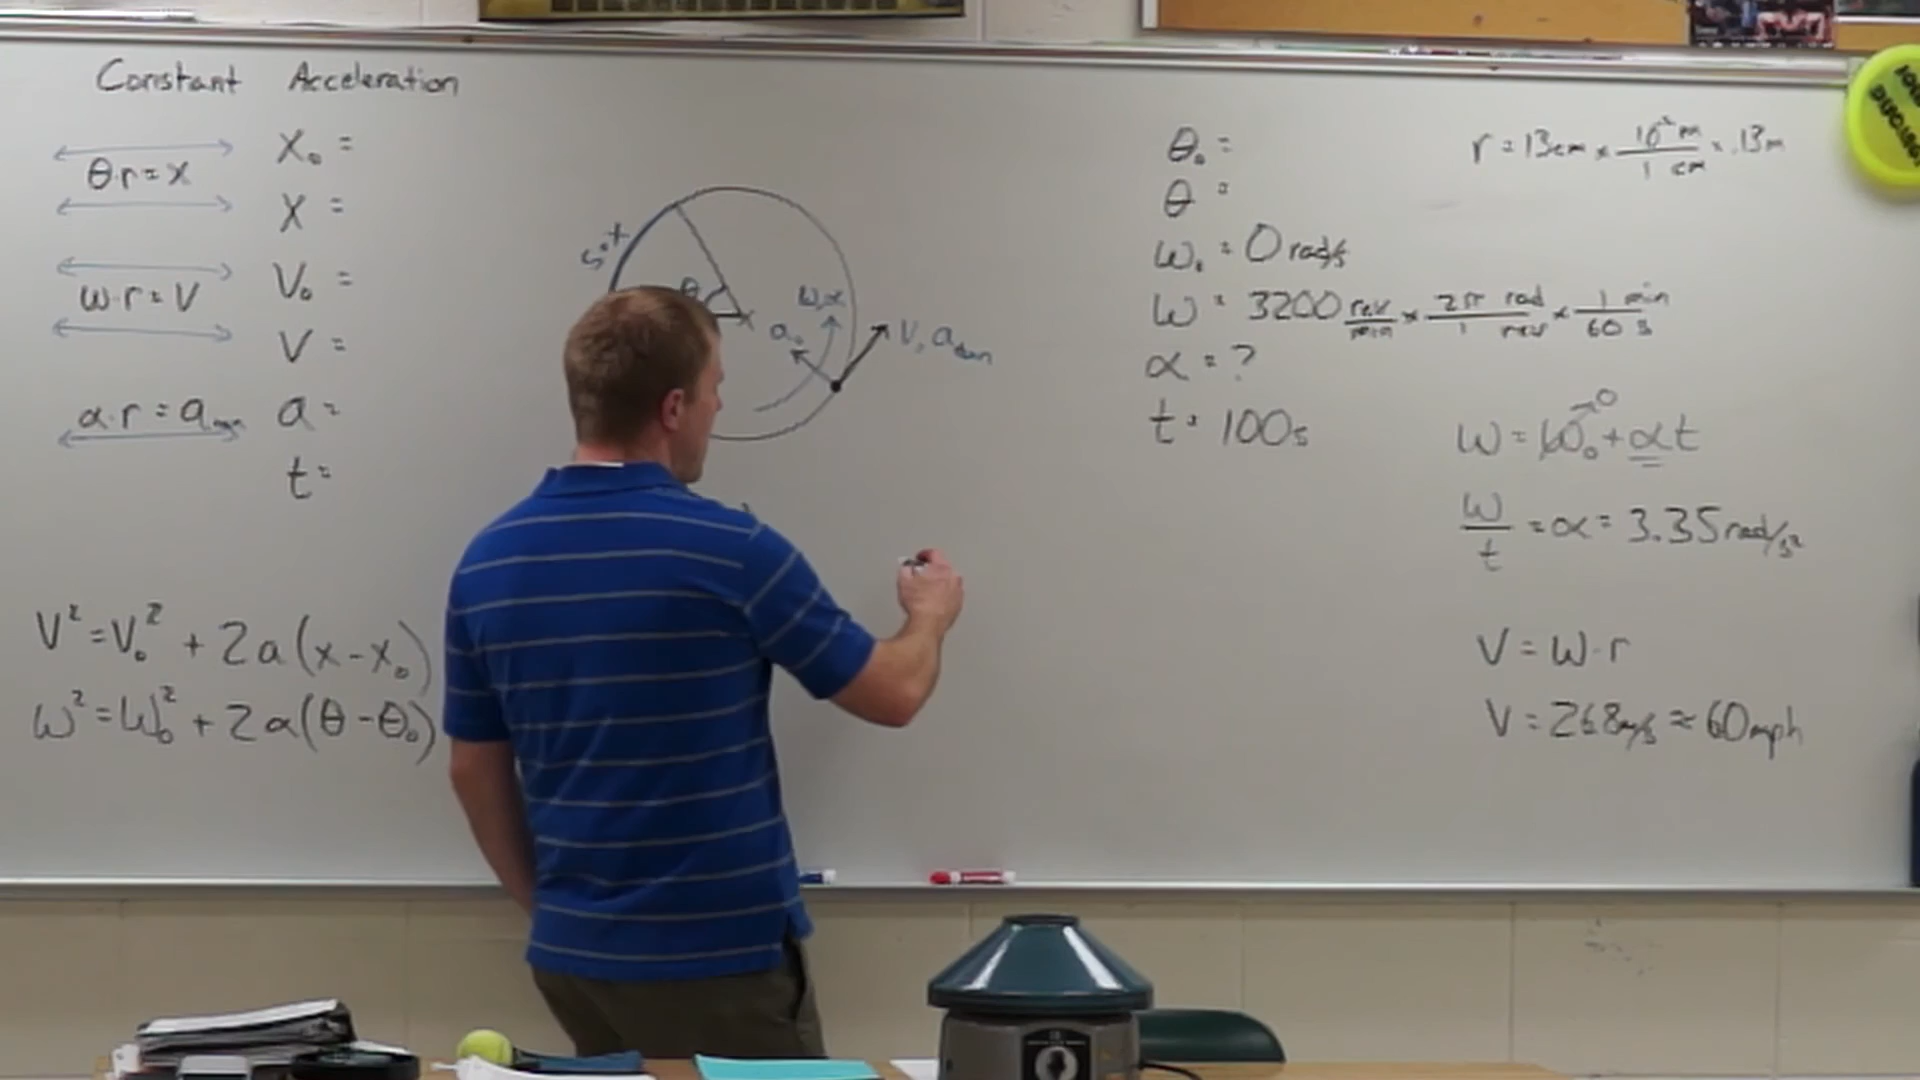 Constant Acceleration
θ·r = x
x₀ =
x =
ω·r = V
V₀ =
V =
α·r = a
a =
t =
V² = V₀² + 2a(x - x₀)
ω² = ω₀² + 2α(θ - θ₀)
S = x
θ
ω, α
V, a
θ₀ =
θ =
ω₀ = 0 rad/s
ω = 3200 rev/min × 2π rad/1 rev × 1 min/60 s
α = ?
t = 100s
r = 13cm × 10⁻² m/1 cm = .13m
ω = ω₀→0 + αt
ω/t = α = 3.35 rad/s²
V = ω·r
V = 268 m/s ≈ 60mph